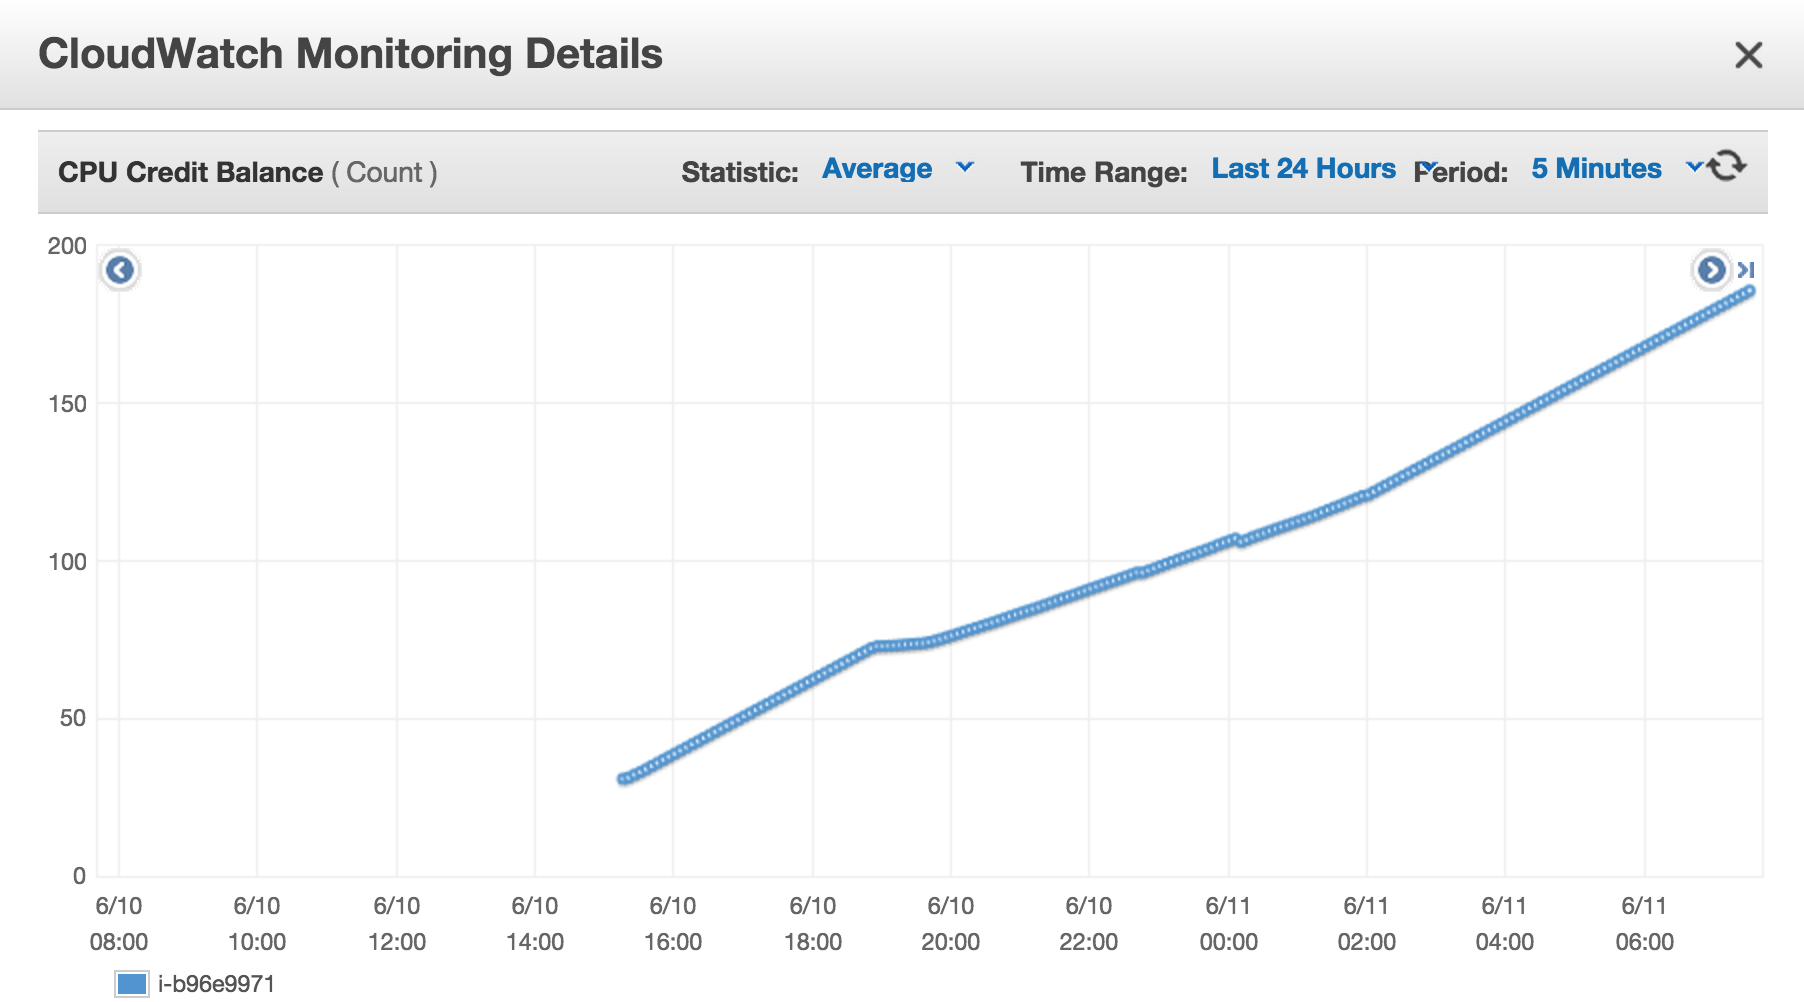 CloudWatch Monitoring Details
CPU Credit Balance ( Count ) Statistic: Average Time Range: Last 24 Hours Period: 5 Minutes
200
150
100
50
0
6/10 6/10 6/10 6/10 6/10 6/10 6/10 6/10 6/11 6/11 6/11 6/11
08:00 10:00 12:00 14:00 16:00 18:00 20:00 22:00 00:00 02:00 04:00 06:00
i-b96e9971